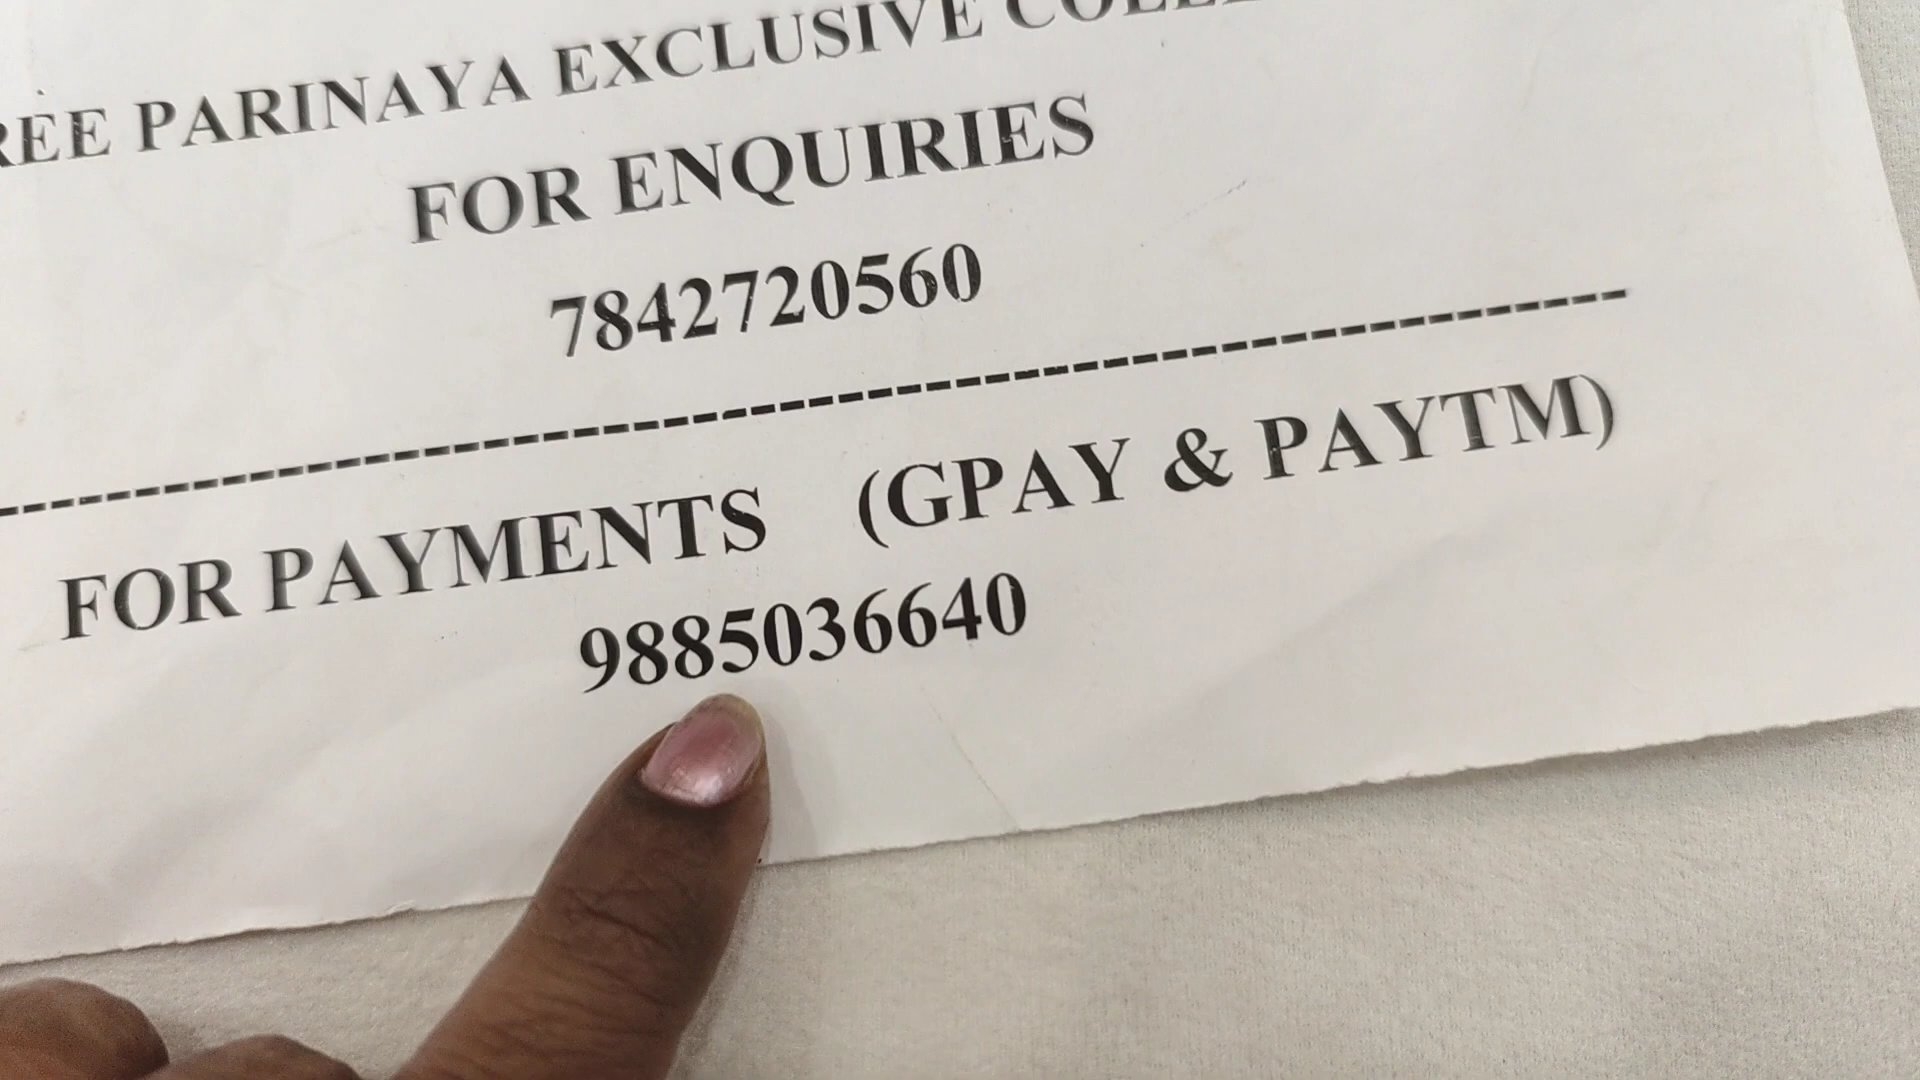 PARINAYA EXCLUSIVE
FOR ENQUIRIES
7842720560
--------------------------------------------------------
FOR PAYMENTS (GPAY & PAYTM)
9885036640